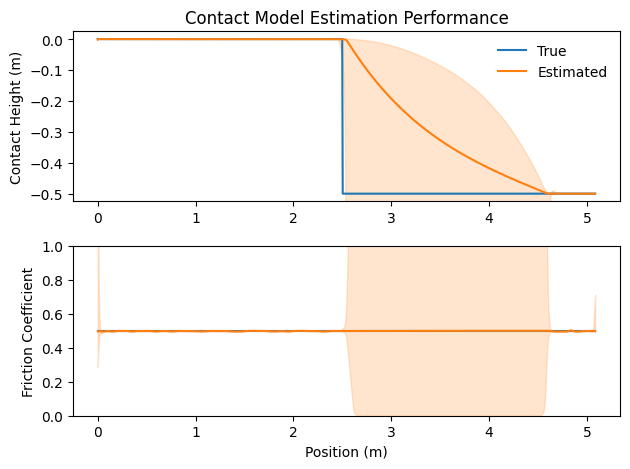 Contact Model Estimation Performance
Contact Height (m)
0.0
−0.1
−0.2
−0.3
−0.4
−0.5
True
Estimated
0 1 2 3 4 5
Friction Coefficient
1.0
0.8
0.6
0.4
0.2
0.0
0 1 2 3 4 5
Position (m)